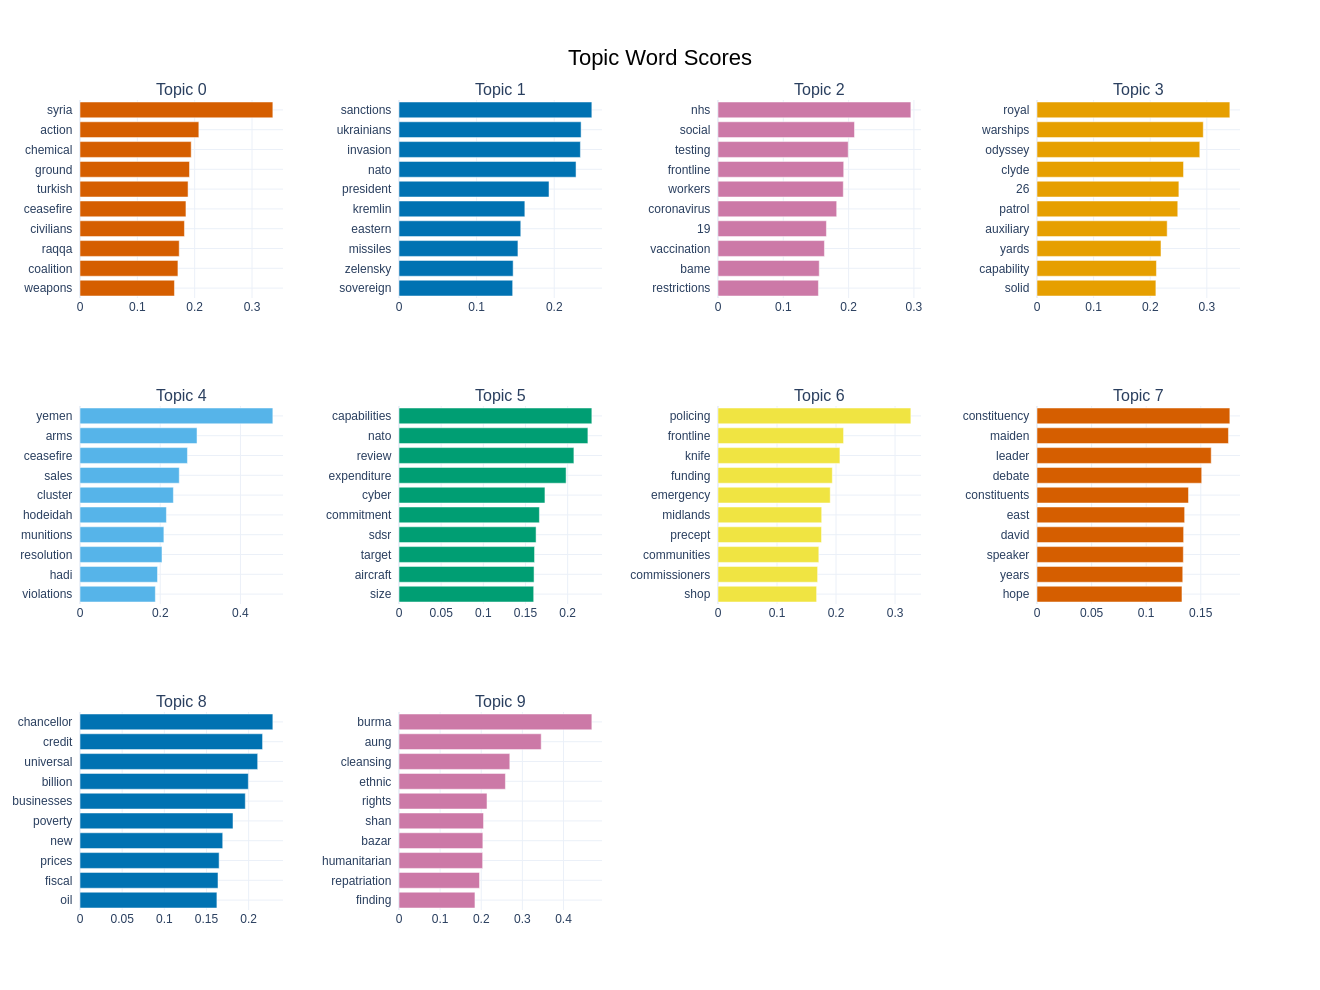 Topic Word Scores
Topic 0
syria
action
chemical
ground
turkish
ceasefire
civilians
raqqa
coalition
weapons
0 0.1 0.2 0.3
Topic 1
sanctions
ukrainians
invasion
nato
president
kremlin
eastern
missiles
zelensky
sovereign
0 0.1 0.2
Topic 2
nhs
social
testing
frontline
workers
coronavirus
19
vaccination
bame
restrictions
0 0.1 0.2 0.3
Topic 3
royal
warships
odyssey
clyde
26
patrol
auxiliary
yards
capability
solid
0 0.1 0.2 0.3
Topic 4
yemen
arms
ceasefire
sales
cluster
hodeidah
munitions
resolution
hadi
violations
0 0.2 0.4
Topic 5
capabilities
nato
review
expenditure
cyber
commitment
sdsr
target
aircraft
size
0 0.05 0.1 0.15 0.2
Topic 6
policing
frontline
knife
funding
emergency
midlands
precept
communities
commissioners
shop
0 0.1 0.2 0.3
Topic 7
constituency
maiden
leader
debate
constituents
east
david
speaker
years
hope
0 0.05 0.1 0.15
Topic 8
chancellor
credit
universal
billion
businesses
poverty
new
prices
fiscal
oil
0 0.05 0.1 0.15 0.2
Topic 9
burma
aung
cleansing
ethnic
rights
shan
bazar
humanitarian
repatriation
finding
0 0.1 0.2 0.3 0.4